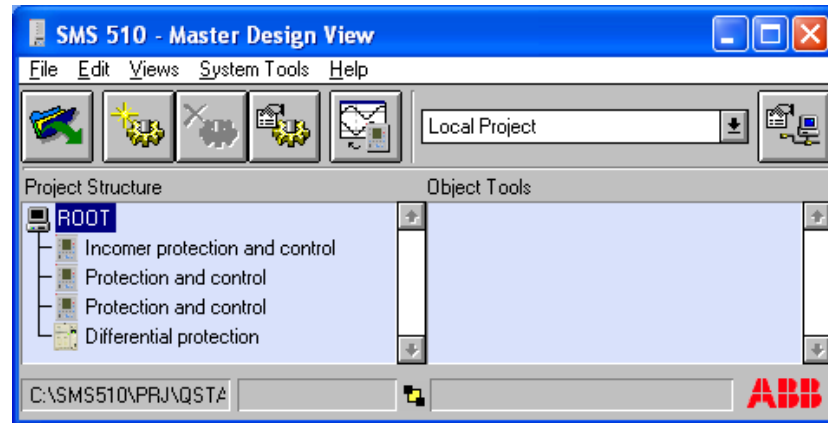 SMS 510 - Master Design View
File Edit Views System Tools Help
Local Project
Project Structure
Object Tools
ROOT
Incomer protection and control
Protection and control
Protection and control
Differential protection
C:\SMS510\PRJ\QSTA
ABB